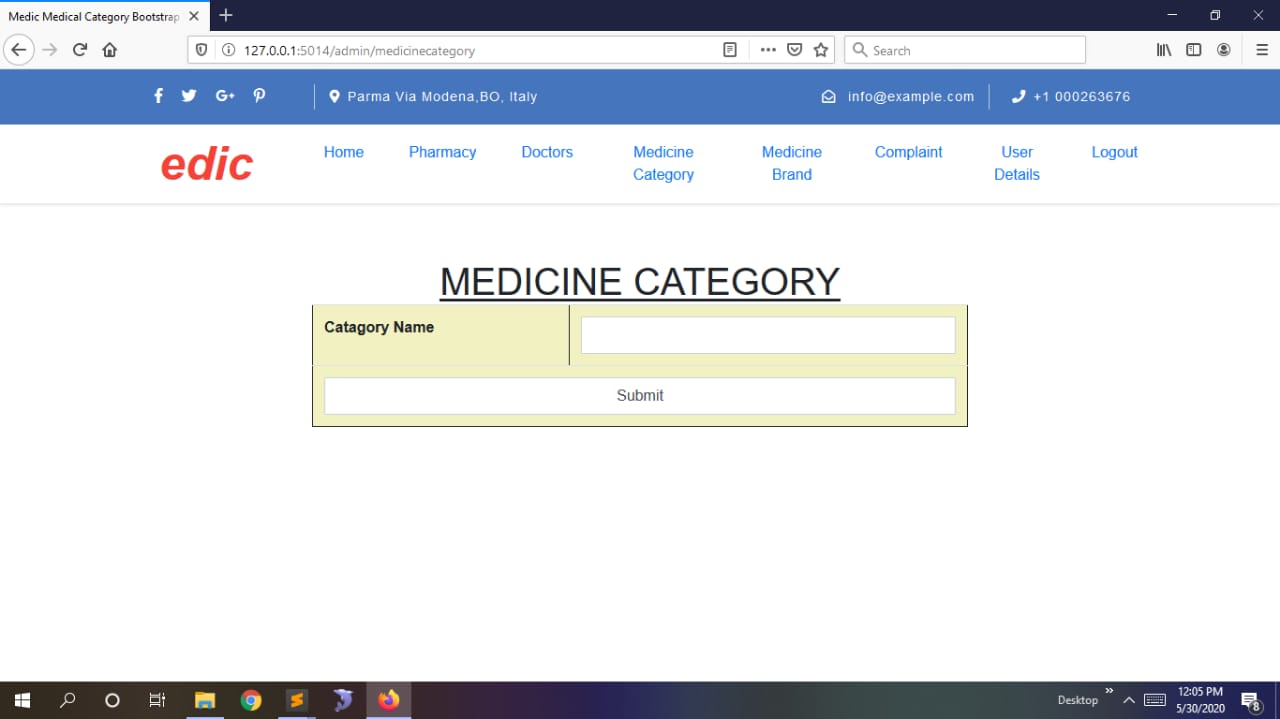 Medic Medical Category Bootstrap
127.0.0.1:5014/admin/medicinecategory
Search
Parma Via Modena,BO, Italy
info@example.com
+1 000263676
edic
Home
Pharmacy
Doctors
Medicine
Category
Medicine
Brand
Complaint
User
Details
Logout
MEDICINE CATEGORY
Catagory Name
Submit
Desktop
12:05 PM
5/30/2020
8